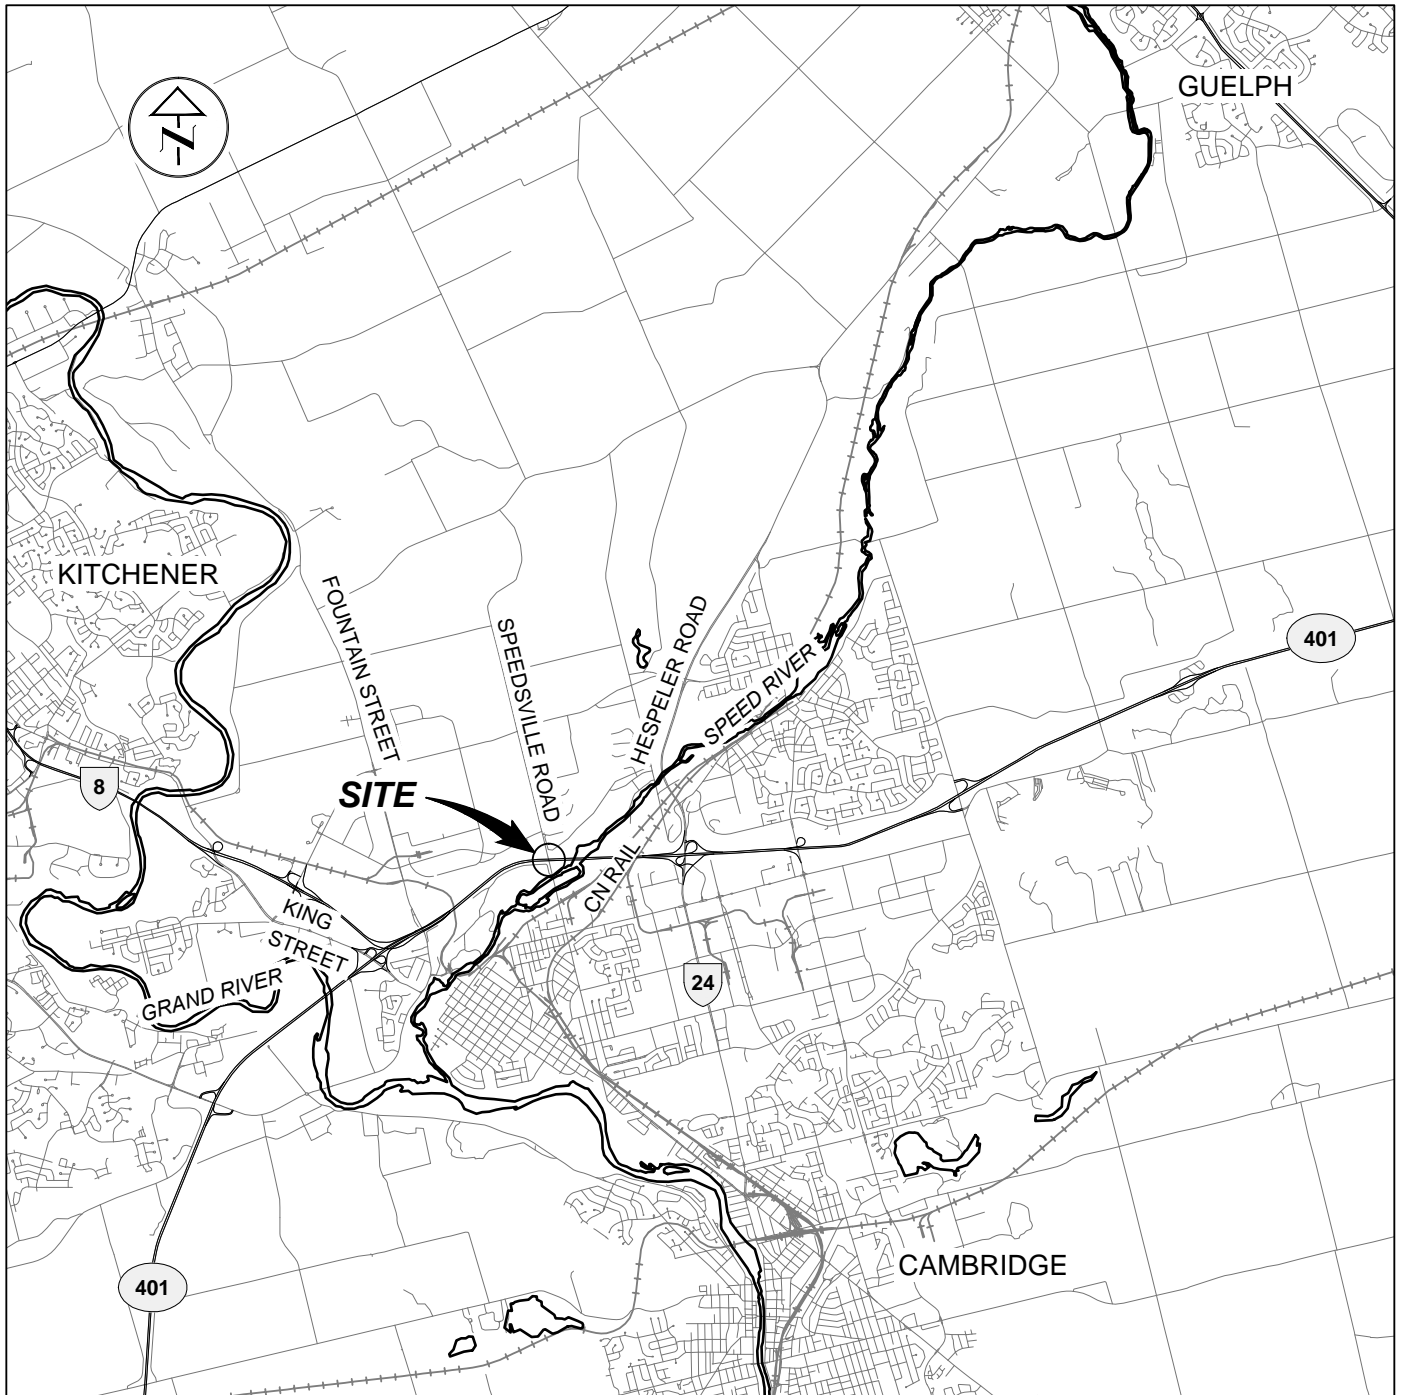 GUELPH
N
KITCHENER
FOUNTAIN STREET
SPEEDSVILLE ROAD
HESPELER ROAD
SPEED RIVER
401
8
SITE
CN RAIL
KING
STREET
GRAND RIVER
24
CAMBRIDGE
401